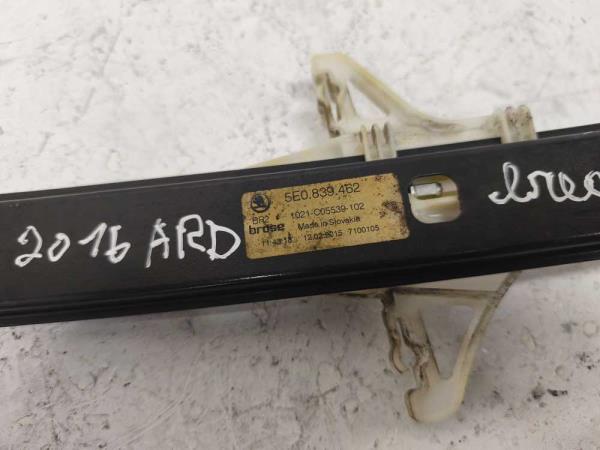 5E0.839.462
BR2 1021-C05539-102
brose Made in Slovakia
12.02.2015 7100105
2016 ARD